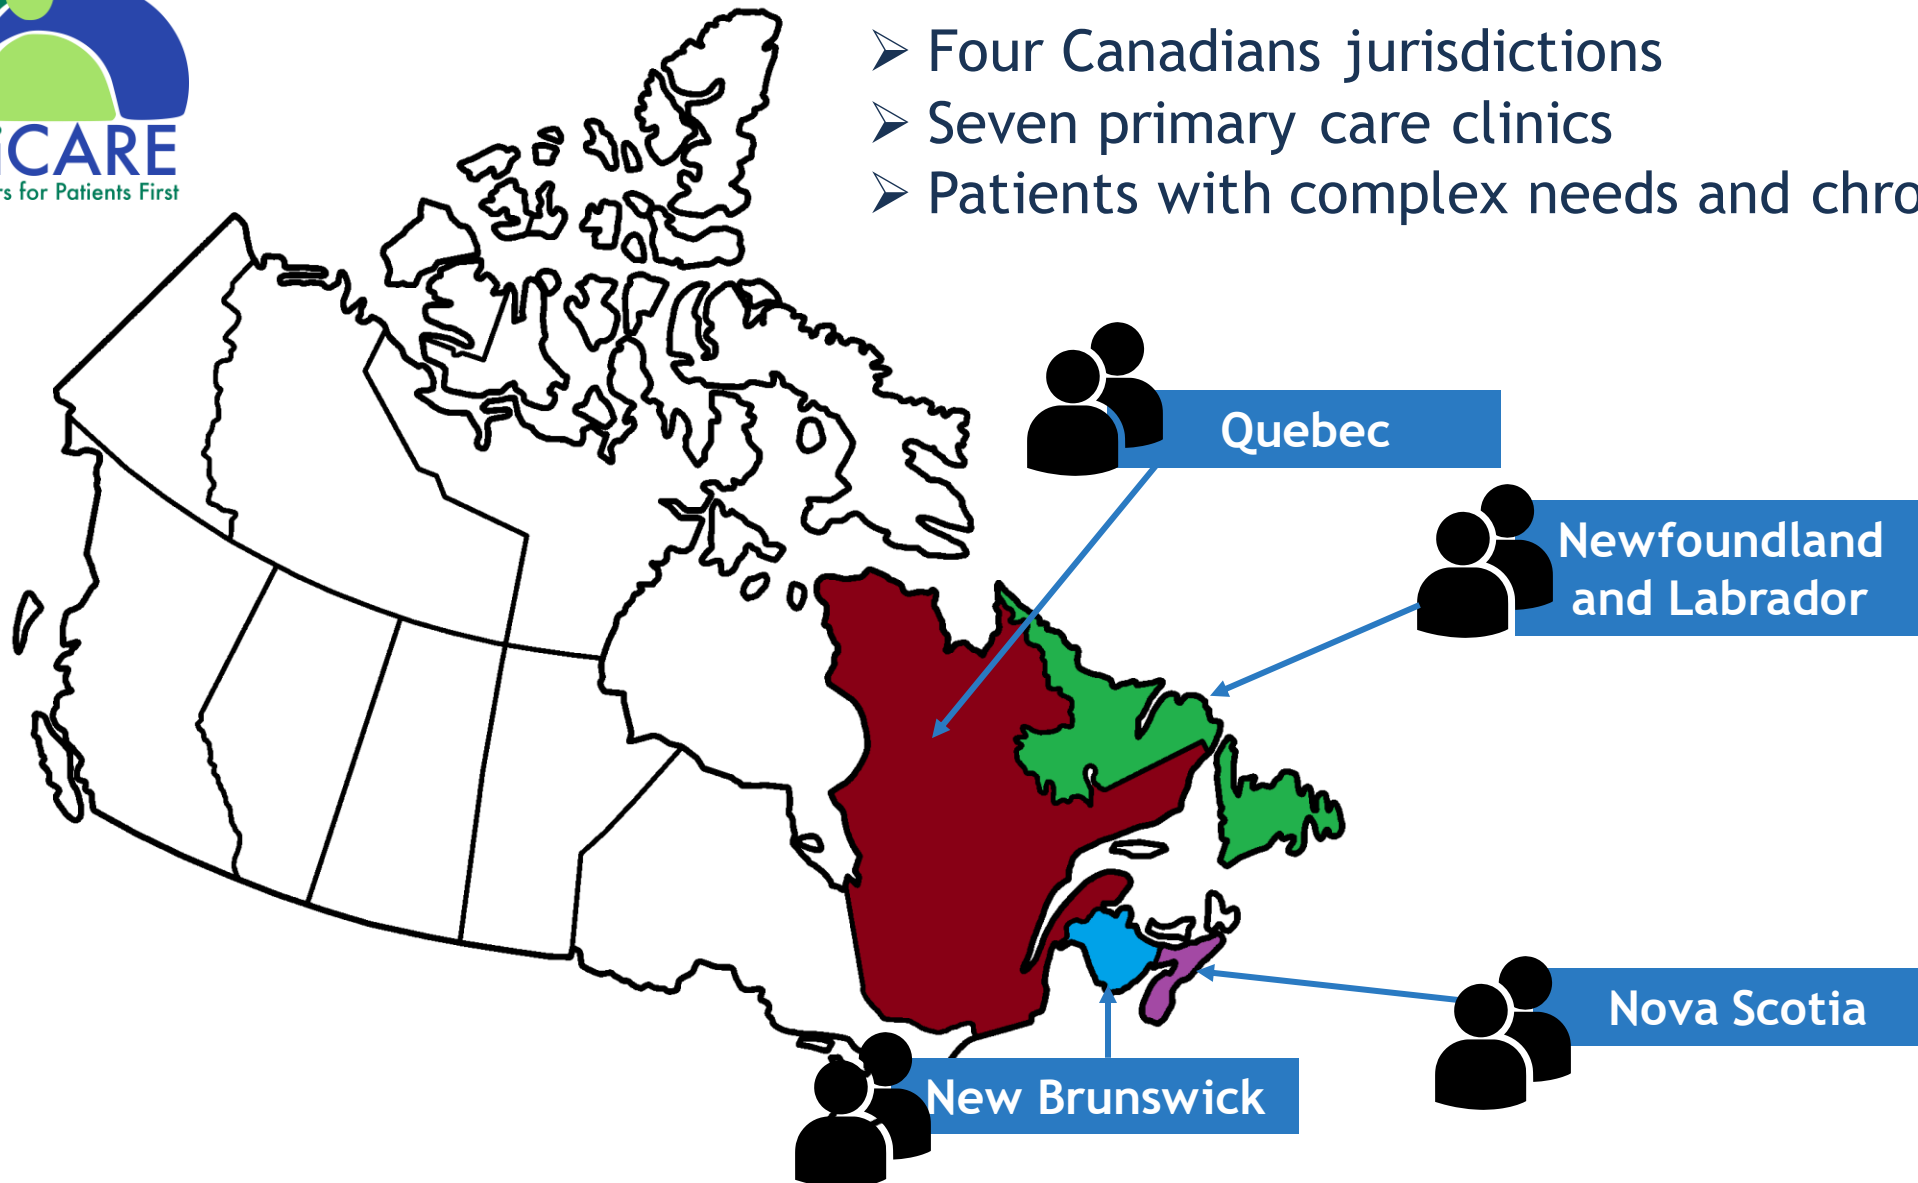 Four Canadians jurisdictions
Seven primary care clinics
Patients with complex needs and
CARE
for Patients First
Quebec
Newfoundland
and Labrador
Nova Scotia
New Brunswick